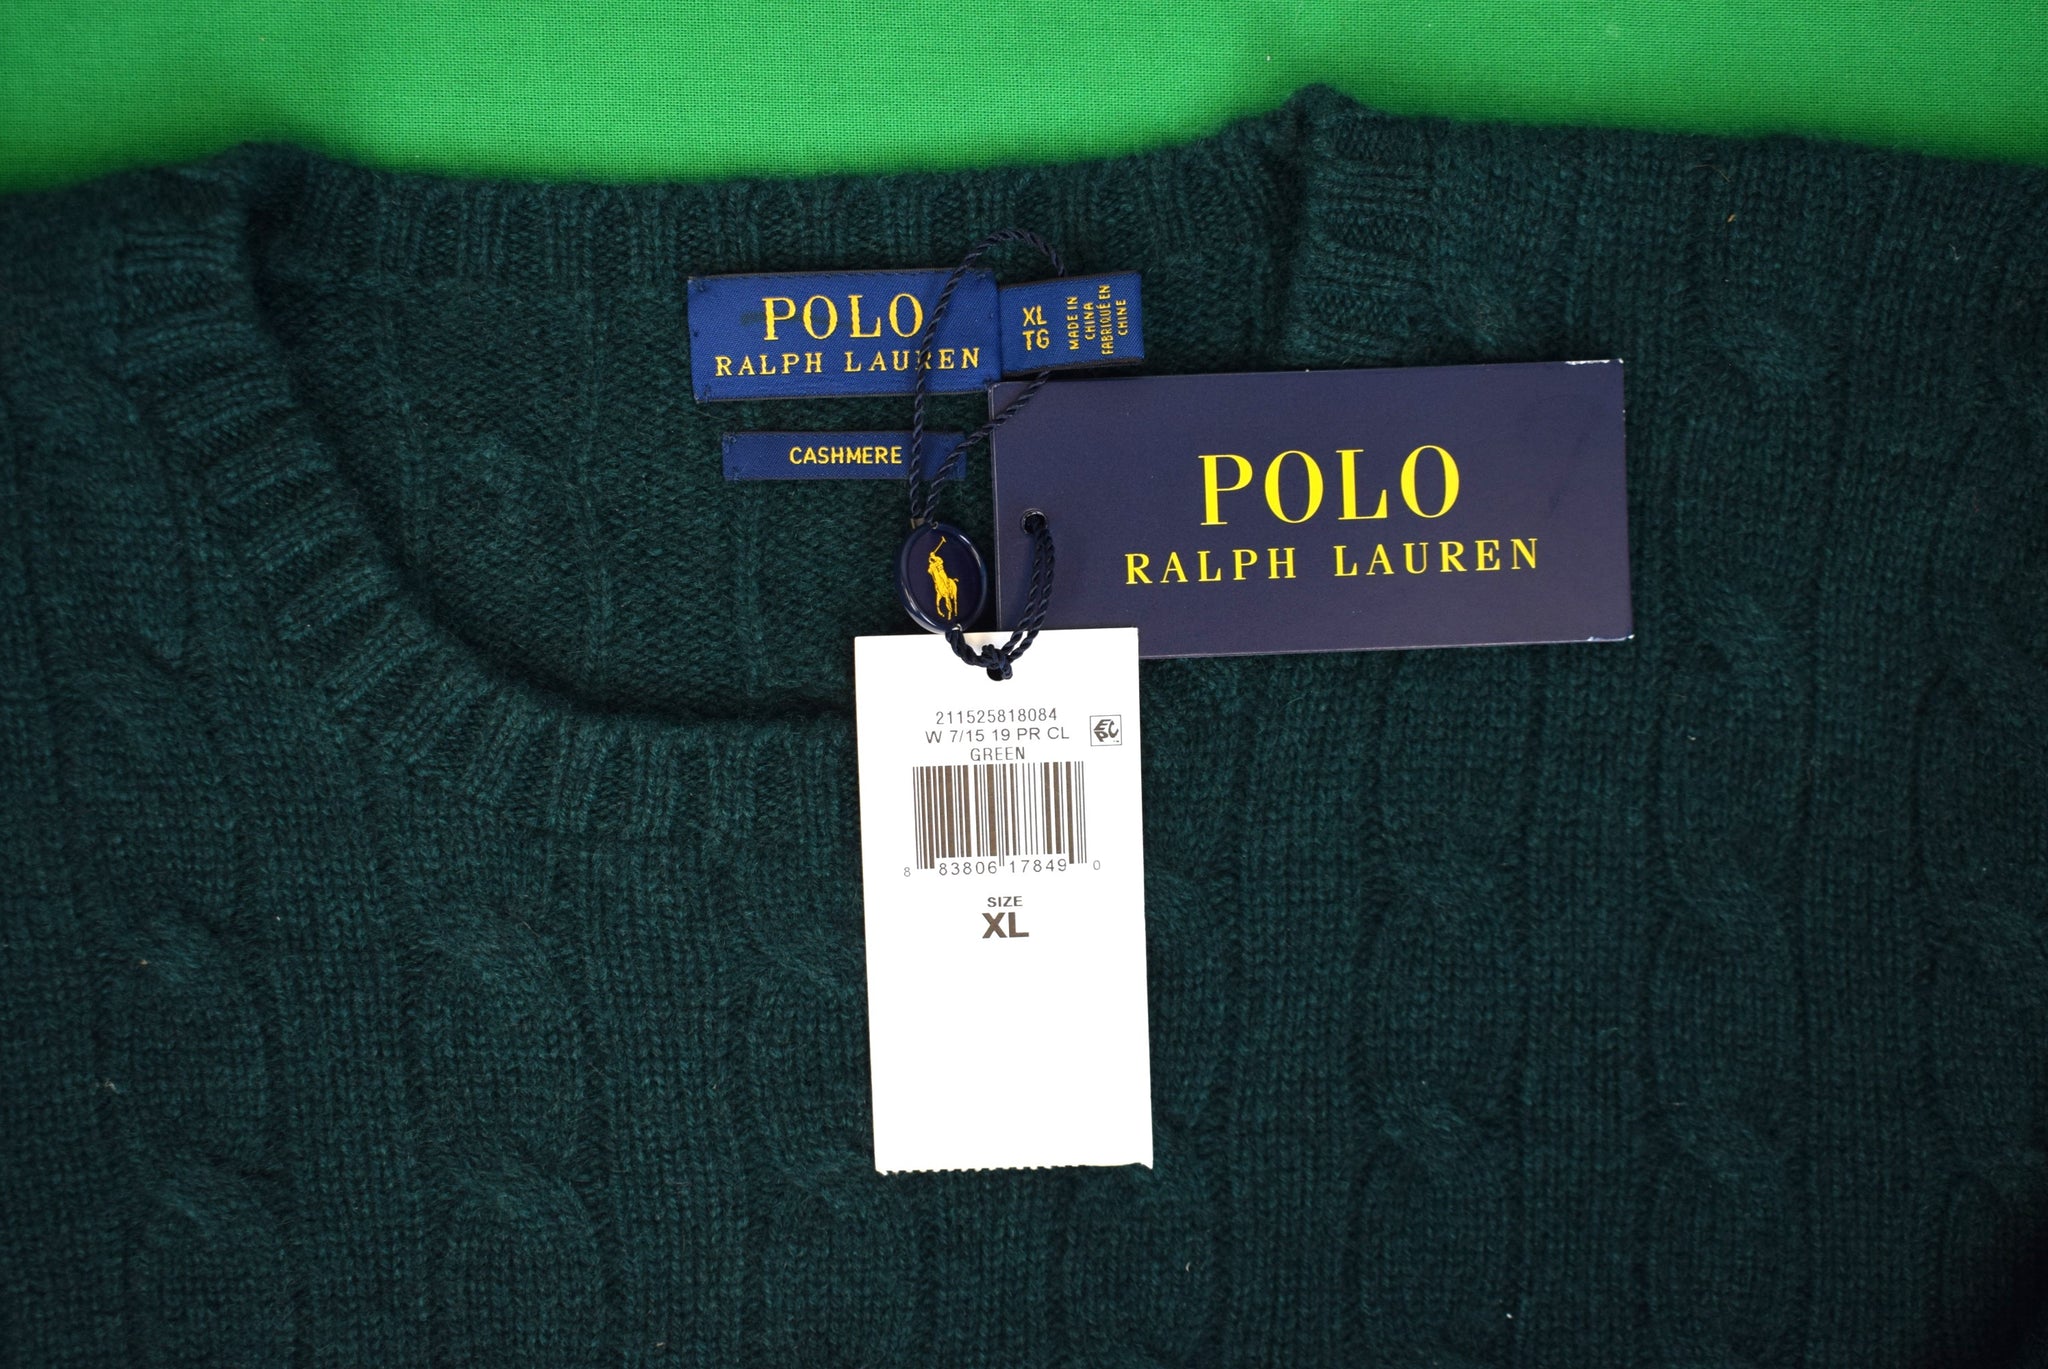 POLO
RALPH LAUREN
XL
TG
MADE IN
CHINA
FABRIQUÉ EN
CHINE
CASHMERE
POLO
RALPH LAUREN
211525818084
W 7/15 19 PR CL
GREEN
EPC
8 83806 17849 0
SIZE
XL